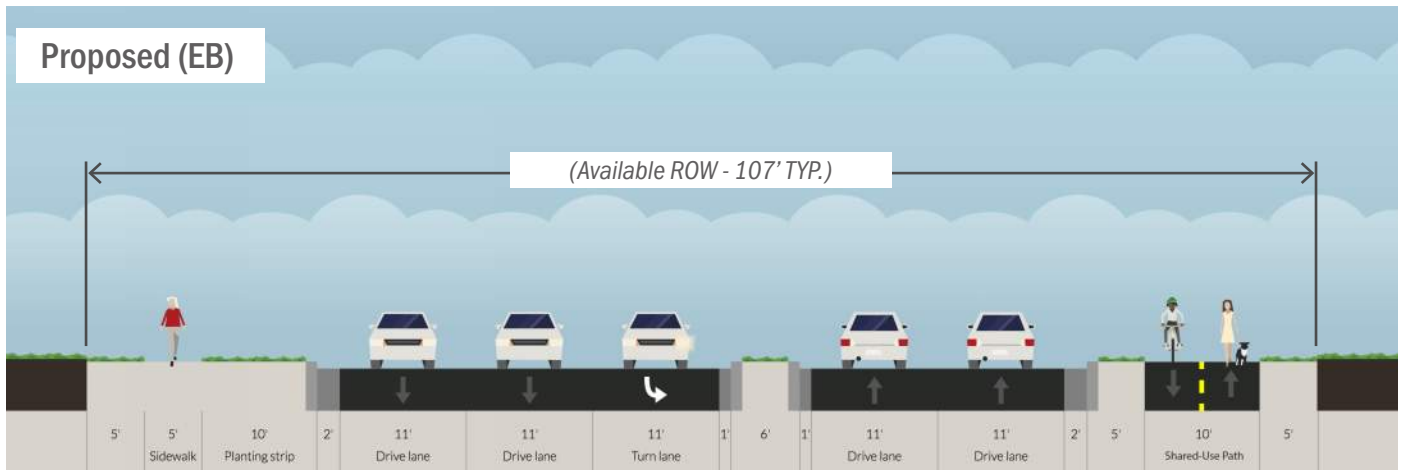 Proposed (EB)
(Available ROW - 107’ TYP.)
5' 5' 10' 2' 11' 11' 11' 1' 6' 1' 11' 11' 2' 5' 10' 5'
Sidewalk Planting strip Drive lane Drive lane Turn lane Drive lane Drive lane Shared-Use Path